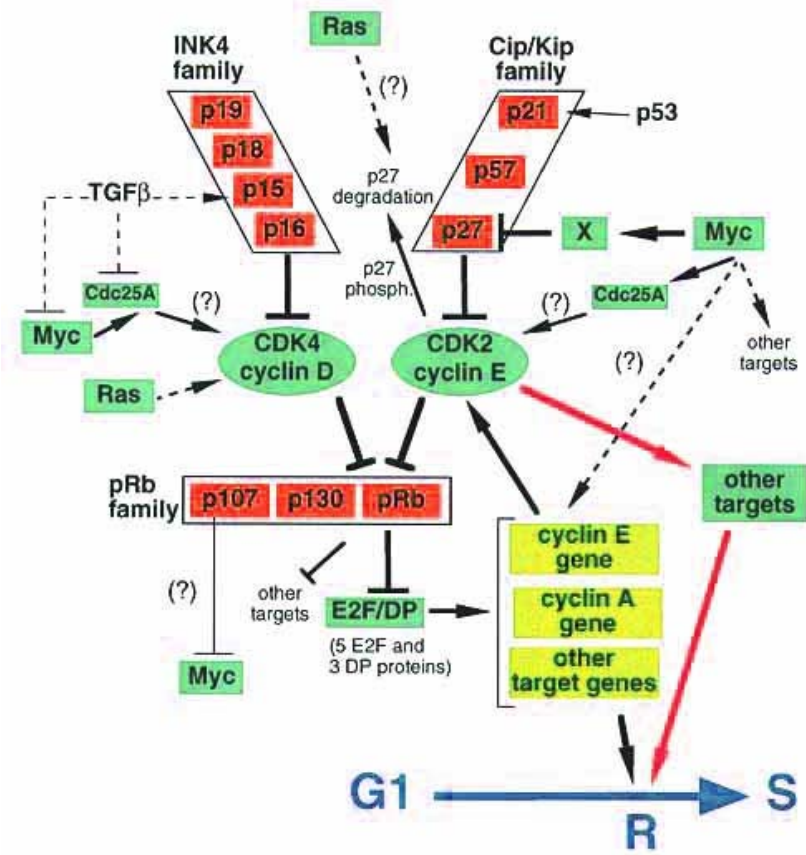 Ras
INK4
family
Cip/Kip
family
(?)
p19
p18
p15
p16
p21
p53
p57
p27
p27
degradation
TGFβ
X
Myc
p27
phosph.
Cdc25A
(?)
Myc
(?)
Cdc25A
other
targets
CDK4
cyclin D
CDK2
cyclin E
(?)
Ras
pRb
family
p107
p130
pRb
other
targets
(?)
other
targets
E2F/DP
(5 E2F and
3 DP proteins)
Myc
cyclin E
gene
cyclin A
gene
other
target genes
G1
S
R